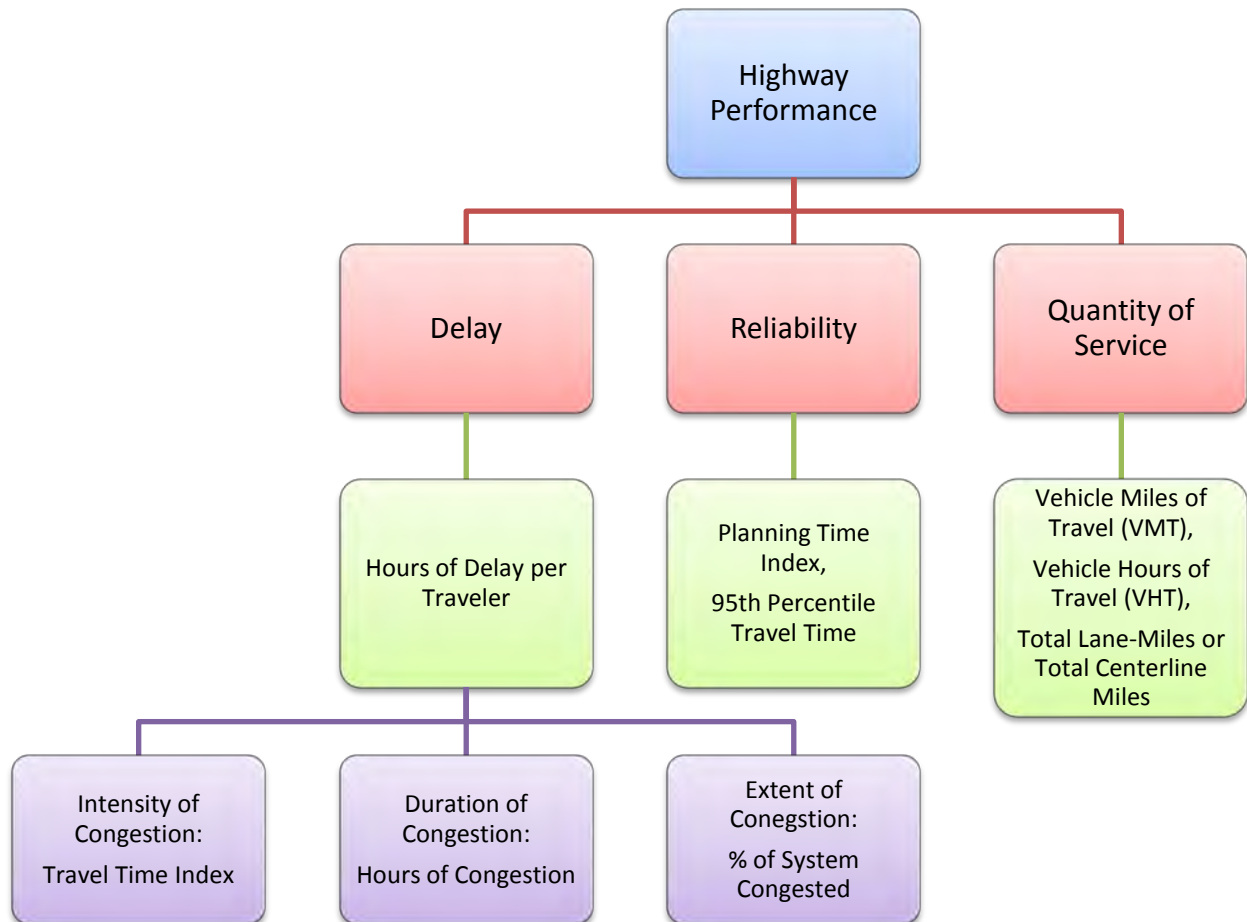 Highway
Performance
Delay
Reliability
Quantity of
Service
Hours of Delay per
Traveler
Planning Time
Index,
95th Percentile
Travel Time
Vehicle Miles of
Travel (VMT),
Vehicle Hours of
Travel (VHT),
Total Lane-Miles or
Total Centerline
Miles
Intensity of
Congestion:
Travel Time Index
Duration of
Congestion:
Hours of Congestion
Extent of
Conegstion:
% of System
Congested